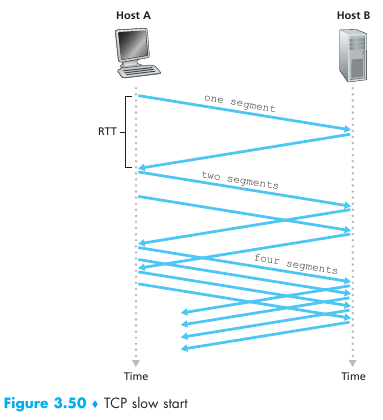 Host A
Host B
one segment
RTT
two segments
four segments
Time
Time
Figure 3.50 ♦ TCP slow start